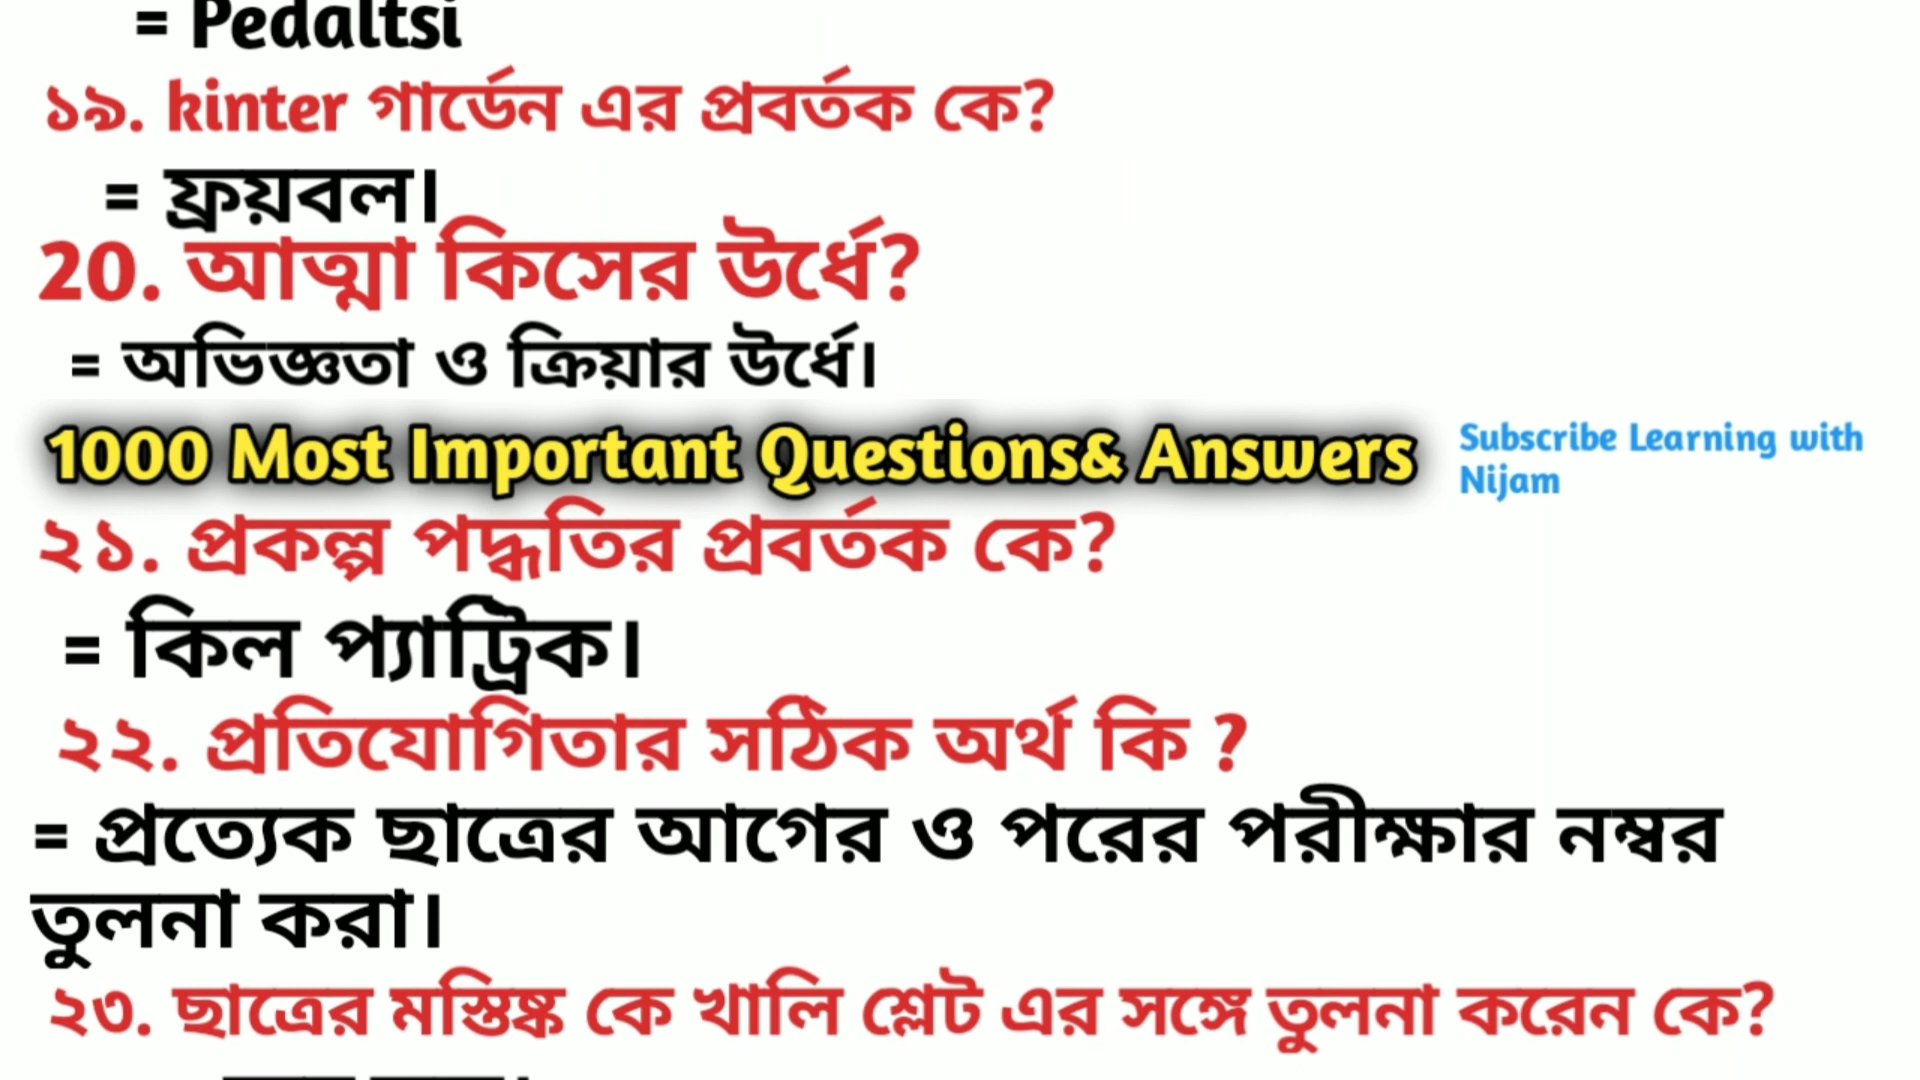 = Pedaltsi
১৯. kinter গার্ডেন এর প্রবর্তক কে?
= ফ্রয়বল।
20. আত্মা কিসের উর্ধে?
= অভিজ্ঞতা ও ক্রিয়ার উর্ধে।
1000 Most Important Questions& Answers
Subscribe Learning with
Nijam
২১. প্রকল্প পদ্ধতির প্রবর্তক কে?
= কিল প্যাট্রিক।
২২. প্রতিযোগিতার সঠিক অর্থ কি ?
= প্রত্যেক ছাত্রের আগের ও পরের পরীক্ষার নম্বর
তুলনা করা।
২৩. ছাত্রের মস্তিষ্ক কে খালি শ্লেট এর সঙ্গে তুলনা করেন কে?